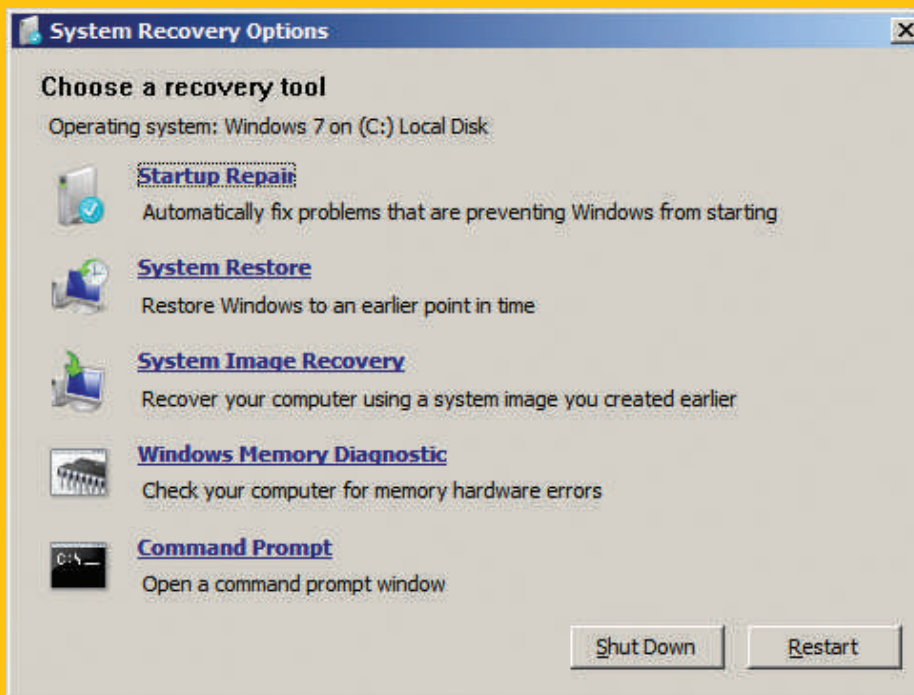 System Recovery Options
Choose a recovery tool
Operating system: Windows 7 on (C:) Local Disk
Startup Repair
Automatically fix problems that are preventing Windows from starting
System Restore
Restore Windows to an earlier point in time
System Image Recovery
Recover your computer using a system image you created earlier
Windows Memory Diagnostic
Check your computer for memory hardware errors
C:\_
Command Prompt
Open a command prompt window
Shut Down
Restart